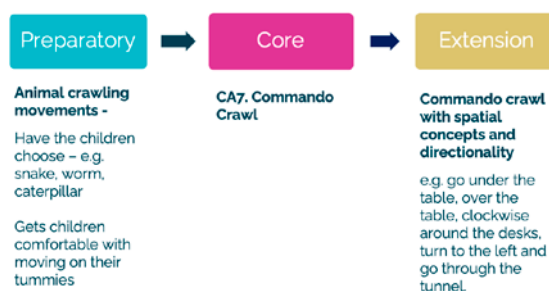 Preparatory
Core
Extension
Animal crawling
movements -
Have the children
choose – e.g.
snake, worm,
caterpillar
Gets children
comfortable with
moving on their
tummies
CA7. Commando
Crawl
Commando crawl
with spatial
concepts and
directionality
e.g. go under the
table, over the
table, clockwise
around the desks,
turn to the left and
go through the
tunnel.